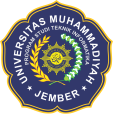 UNIVERSITAS MUHAMMADIYAH
PROGRAM STUDI TEKNIK INFORMATIKA
JEMBER